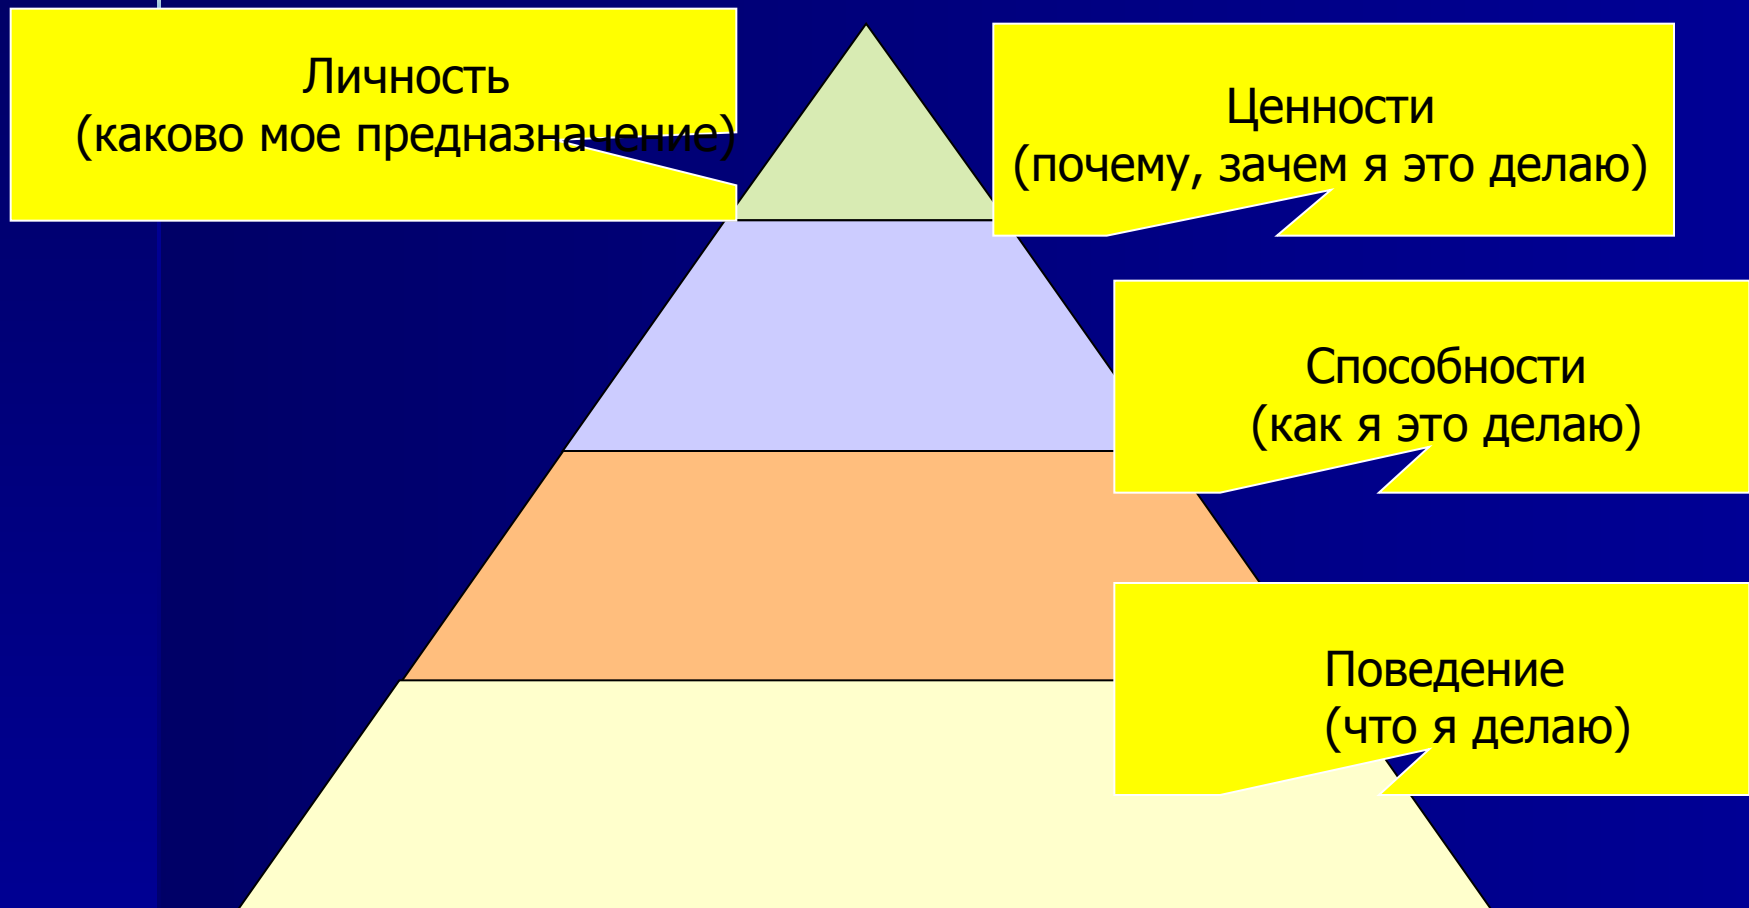 Личность
(каково мое предназначение)
Ценности
(почему, зачем я это делаю)
Способности
(как я это делаю)
Поведение
(что я делаю)